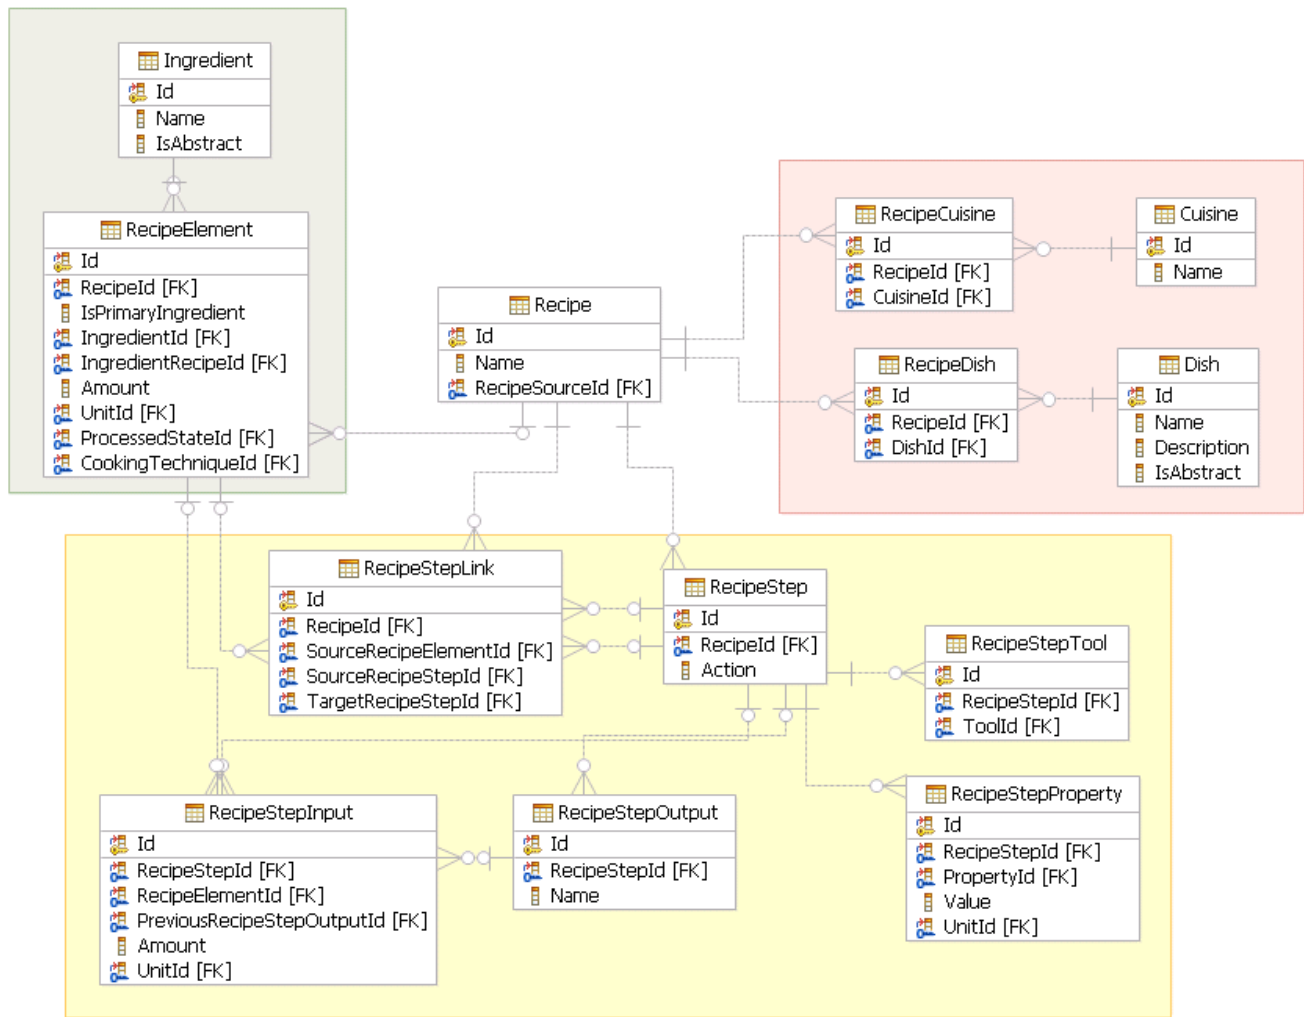 Ingredient
Id
Name
IsAbstract
RecipeElement
Id
RecipeId [FK]
IsPrimaryIngredient
IngredientId [FK]
IngredientRecipeId [FK]
Amount
UnitId [FK]
ProcessedStateId [FK]
CookingTechniqueId [FK]
Recipe
Id
Name
RecipeSourceId [FK]
RecipeCuisine
Id
RecipeId [FK]
CuisineId [FK]
Cuisine
Id
Name
RecipeDish
Id
RecipeId [FK]
DishId [FK]
Dish
Id
Name
Description
IsAbstract
RecipeStepLink
Id
RecipeId [FK]
SourceRecipeElementId [FK]
SourceRecipeStepId [FK]
TargetRecipeStepId [FK]
RecipeStep
Id
RecipeId [FK]
Action
RecipeStepTool
Id
RecipeStepId [FK]
ToolId [FK]
RecipeStepInput
Id
RecipeStepId [FK]
RecipeElementId [FK]
PreviousRecipeStepOutputId [FK]
Amount
UnitId [FK]
RecipeStepOutput
Id
RecipeStepId [FK]
Name
RecipeStepProperty
Id
RecipeStepId [FK]
PropertyId [FK]
Value
UnitId [FK]